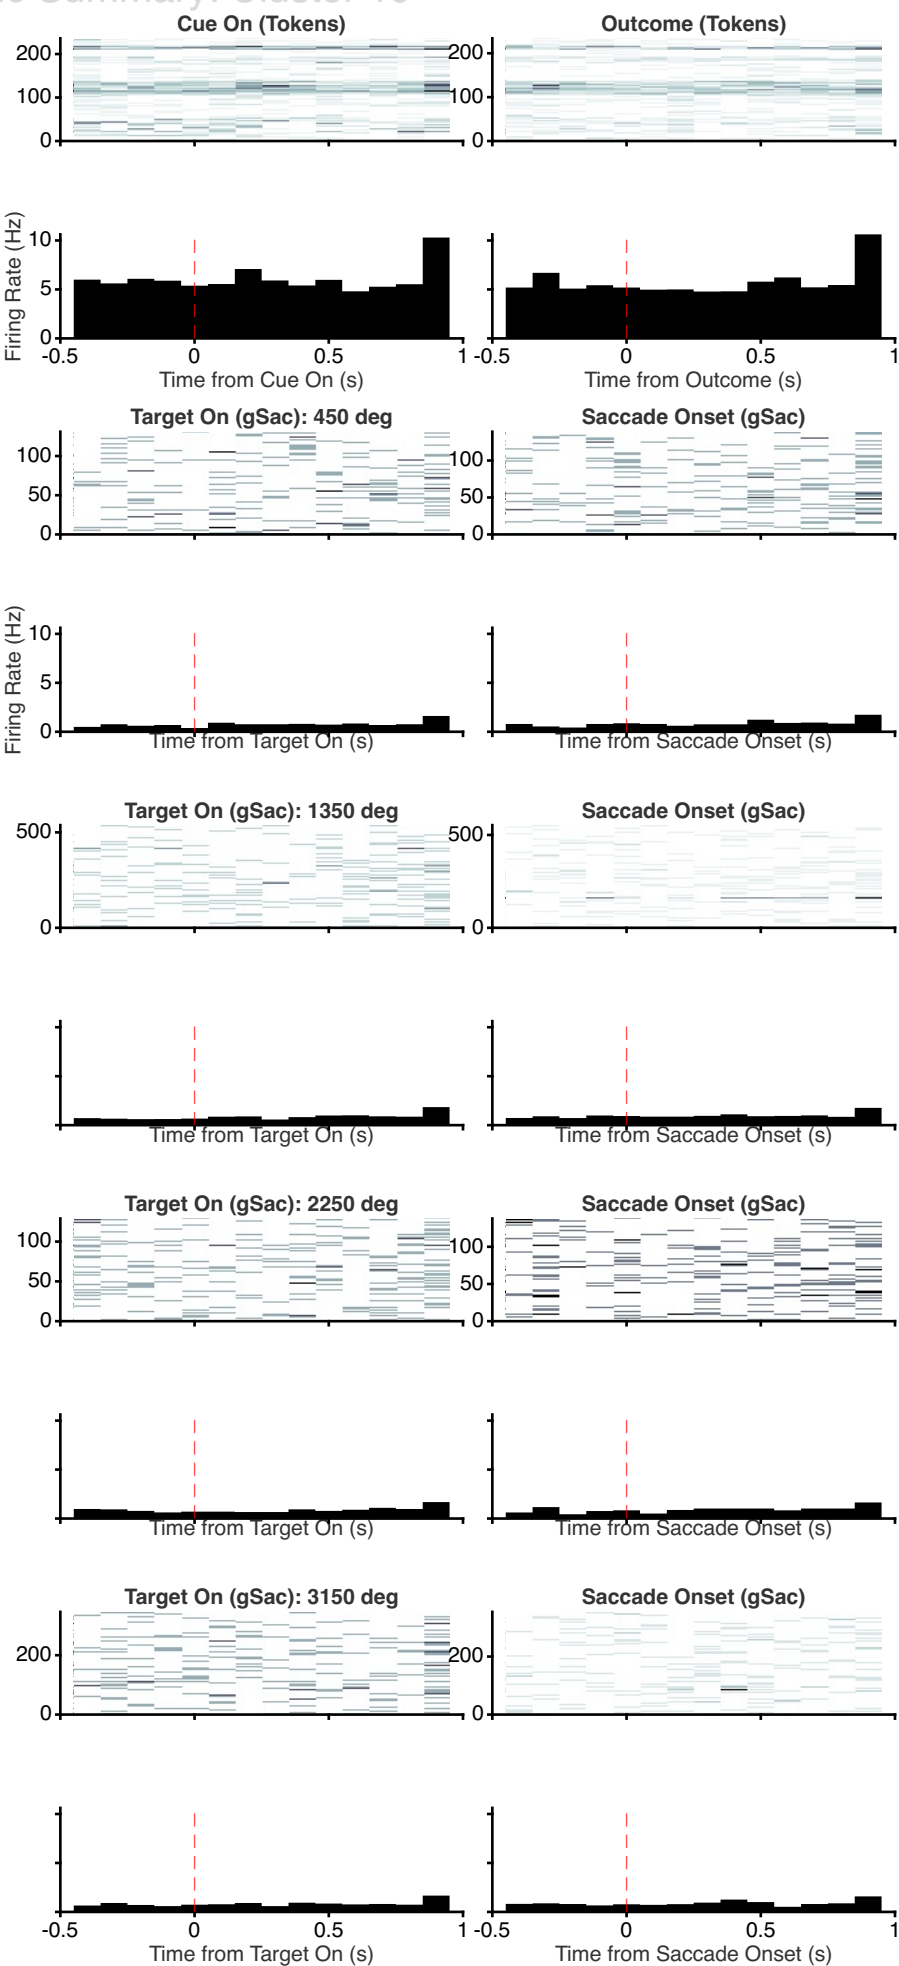 Summary: Cluster
Cue On (Tokens) Outcome (Tokens)
200 200
100 100
0 0
Firing Rate (Hz)
10
5
0
-0.5 0 0.5 1 -0.5 0 0.5 1
Time from Cue On (s) Time from Outcome (s)
Target On (gSac): 450 deg Saccade Onset (gSac)
100 100
50 50
0 0
Firing Rate (Hz)
10
5
0
Time from Target On (s) Time from Saccade Onset (s)
Target On (gSac): 1350 deg Saccade Onset (gSac)
500 500
0 0
Time from Target On (s) Time from Saccade Onset (s)
Target On (gSac): 2250 deg Saccade Onset (gSac)
100 100
50 50
0 0
Time from Target On (s) Time from Saccade Onset (s)
Target On (gSac): 3150 deg Saccade Onset (gSac)
200 200
0 0
-0.5 0 0.5 1 -0.5 0 0.5 1
Time from Target On (s) Time from Saccade Onset (s)